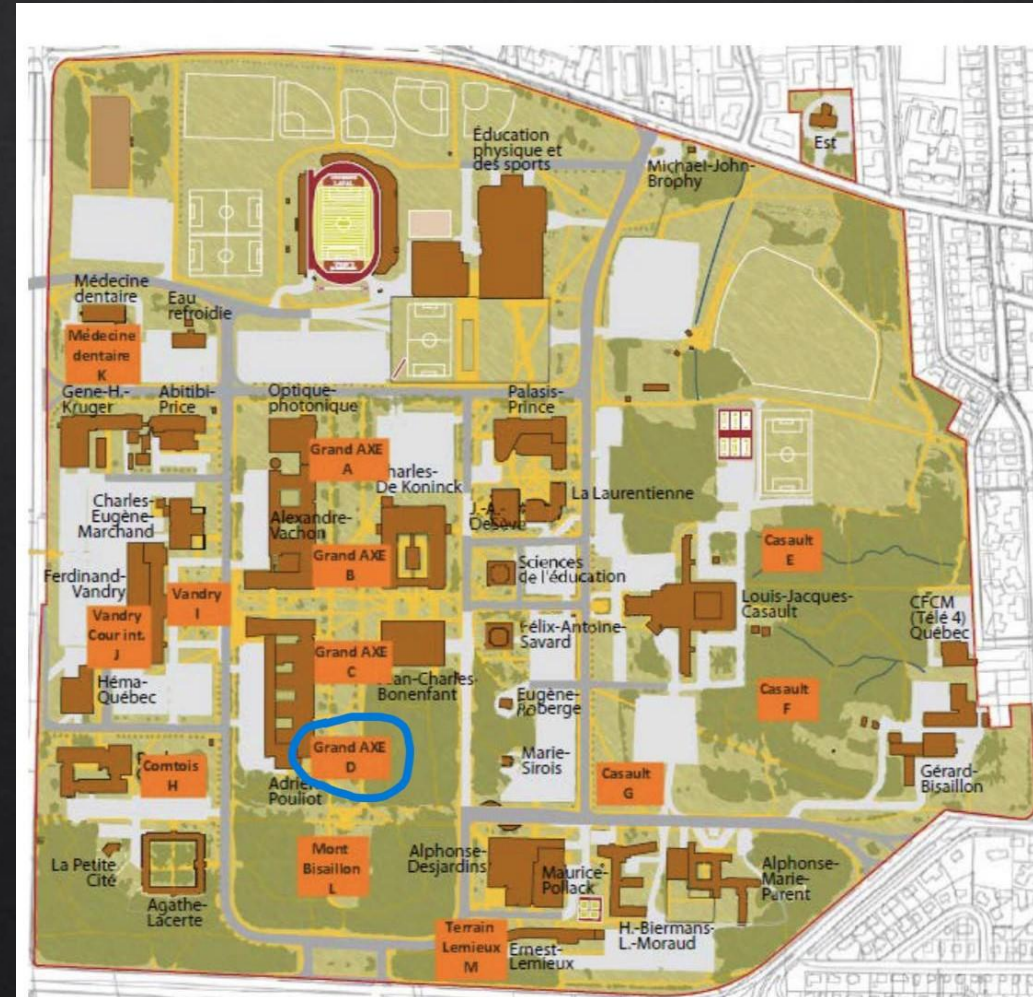 Est
Éducation
physique et
des sports
Michael-John-
Brophy
Médecine
dentaire
Eau
refroidie
Médecine
dentaire
K
Gene-H.-
Kruger
Abitibi-
Price
Optique-
photonique
Palasis-
Prince
Grand AXE
A
harles-
De Koninck
La Laurentienne
J.-A.-
DeSève
Charles-
Eugène-
Marchand
Alexandre-
Vachon
Grand AXE
B
Casault
E
Sciences
de l'éducation
Ferdinand-
Vandry
Vandry
I
Louis-Jacques-
Casault
CFCM
(Télé 4)
Québec
Vandry
Cour int.
J
Félix-Antoine-
Savard
Grand AXE
C
an-Charles-
Bonenfant
Héma-
Québec
Casault
F
Eugène-
Roberge
Grand AXE
D
Marie-
Sirois
Comtois
H
Casault
G
Gérard-
Bisaillon
Adrie
Pouliot
La Petite
Cité
Mont
Bisaillon
L
Alphonse-
Desjardins
Maurice-
Pollack
Alphonse-
Marie-
Parent
Agathe-
Lacerte
Terrain
Lemieux
M
Ernest-
Lemieux
H.-Biermans-
L.-Moraud